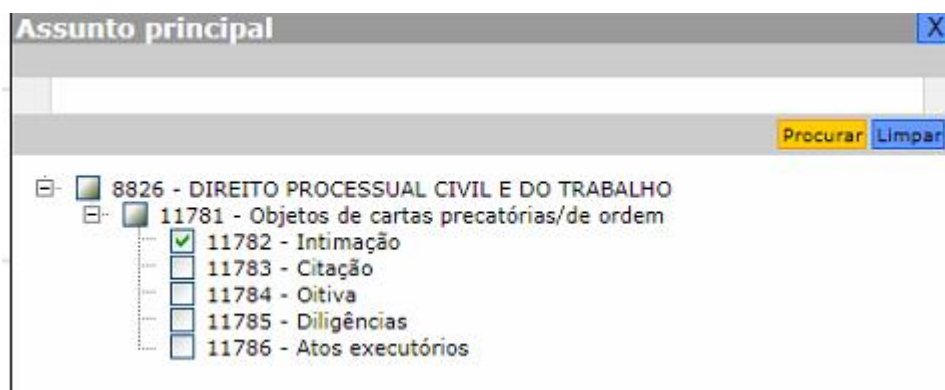 Assunto principal
X
Procurar Limpar
8826 - DIREITO PROCESSUAL CIVIL E DO TRABALHO
11781 - Objetos de cartas precatórias/de ordem
11782 - Intimação
11783 - Citação
11784 - Oitiva
11785 - Diligências
11786 - Atos executórios